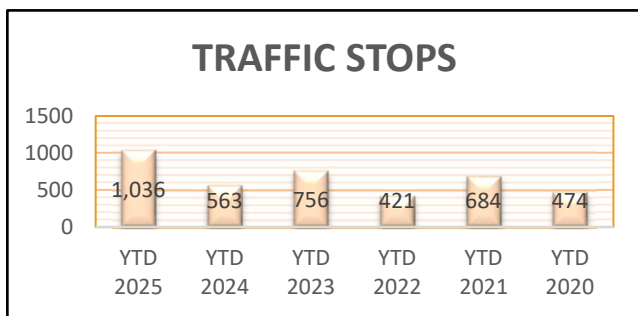 TRAFFIC STOPS
1500
1000
500
0
1,036
563
756
421
684
474
YTD 2025
YTD 2024
YTD 2023
YTD 2022
YTD 2021
YTD 2020